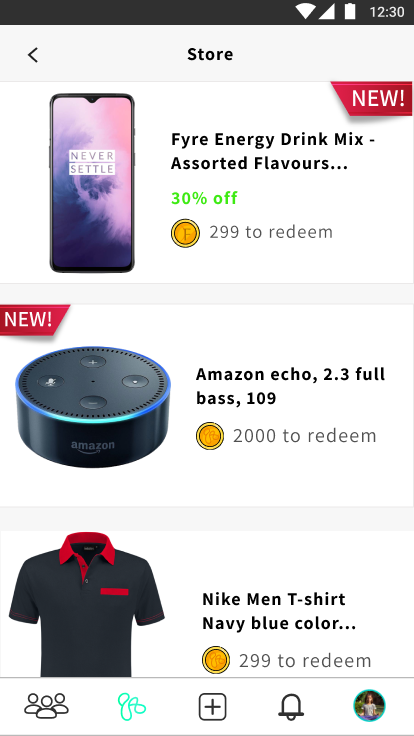 12:30
Store
NEW!
NEVER
SETTLE
Fyre Energy Drink Mix -
Assorted Flavours...
30% off
299 to redeem
NEW!
amazon
Amazon echo, 2.3 full
bass, 109
2000 to redeem
Nike Men T-shirt
Navy blue color...
299 to redeem